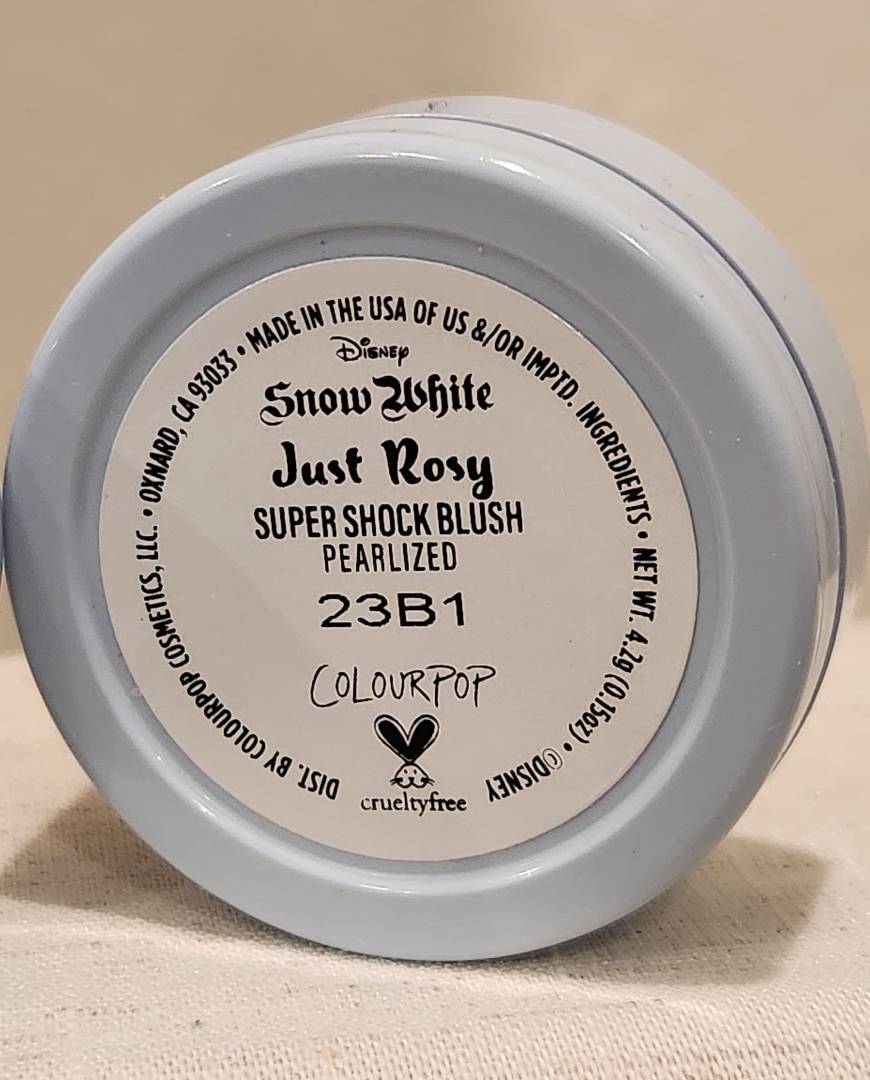 DISNEY
Snow White
Just Rosy
SUPER SHOCK BLUSH
PEARLIZED
23B1
COLOURPOP
crueltyfree
DIST. BY COLOURPOP COSMETICS, LLC. • OXNARD, CA 93033 • MADE IN THE USA OF US &/OR IMPTD. INGREDIENTS • NET WT. 4.2g (0.15oz) • ©DISNEY